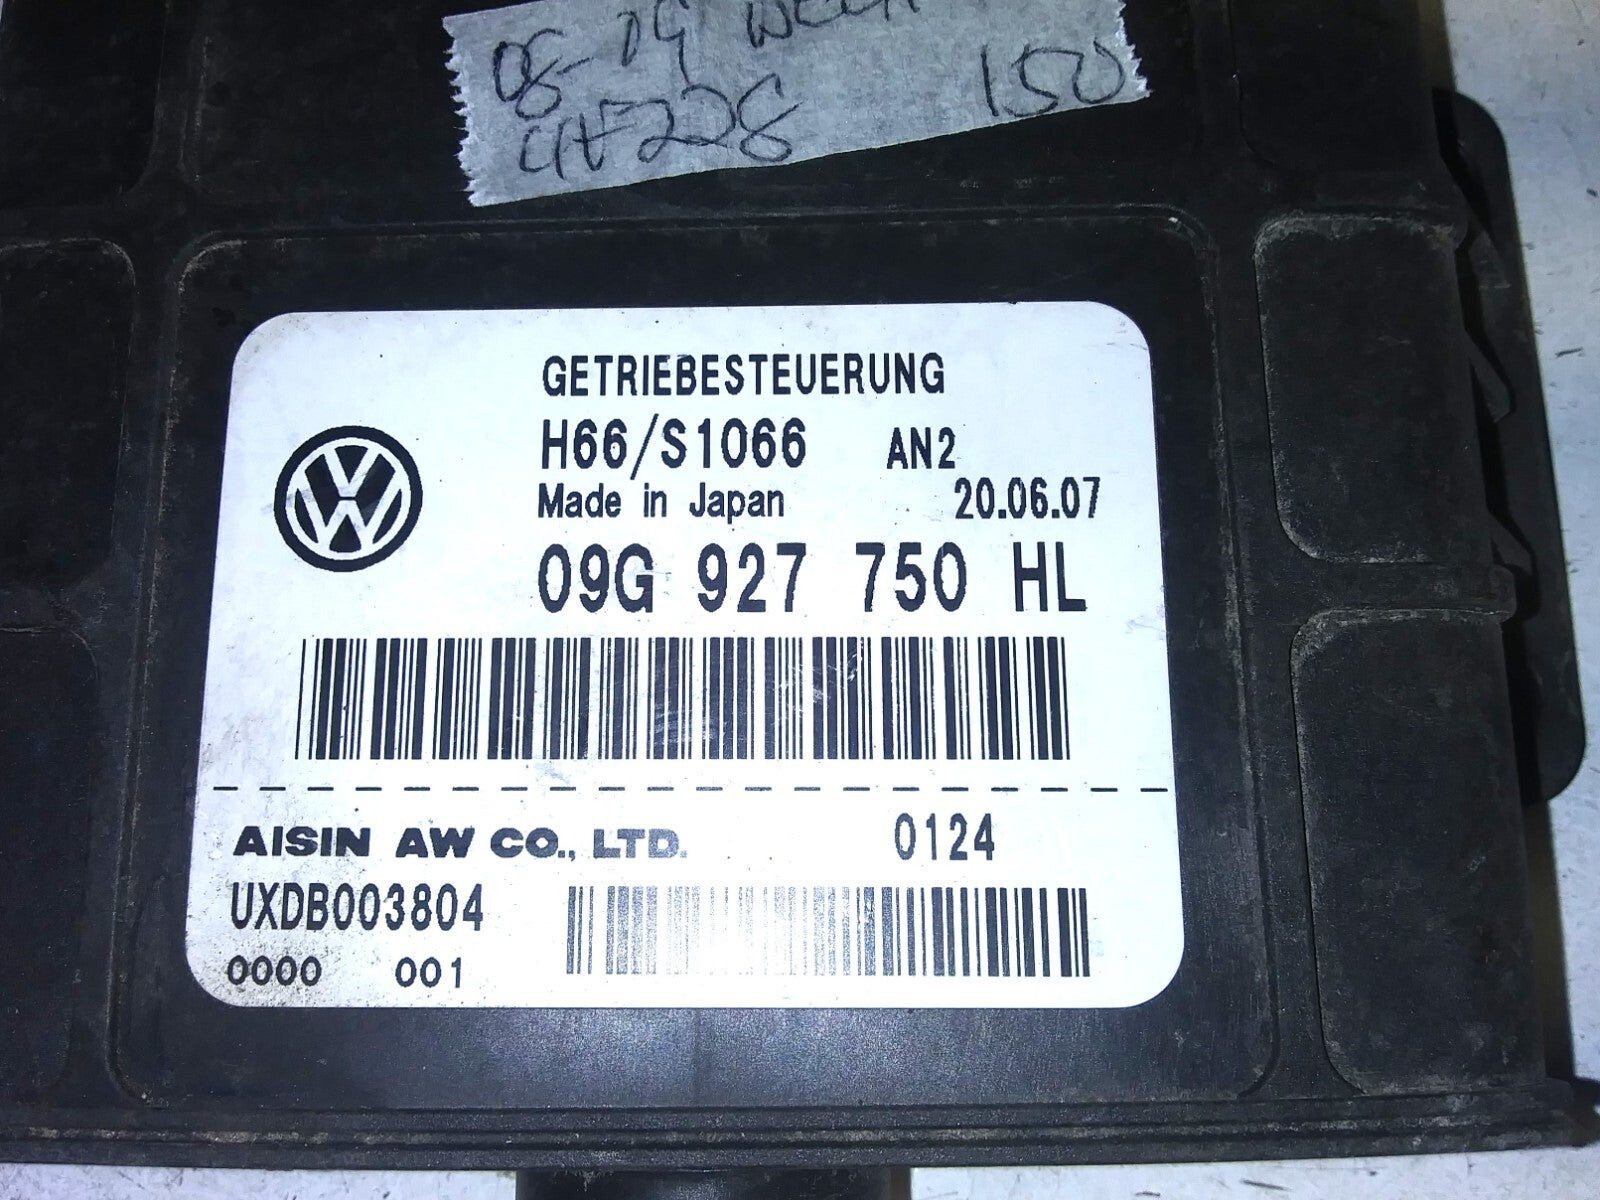 08-09
228 150
GETRIEBESTEUERUNG
H66/S1066 AN2
Made in Japan 20.06.07
09G 927 750 HL
AISIN AW CO., LTD. 0124
UXDB003804
0000 001